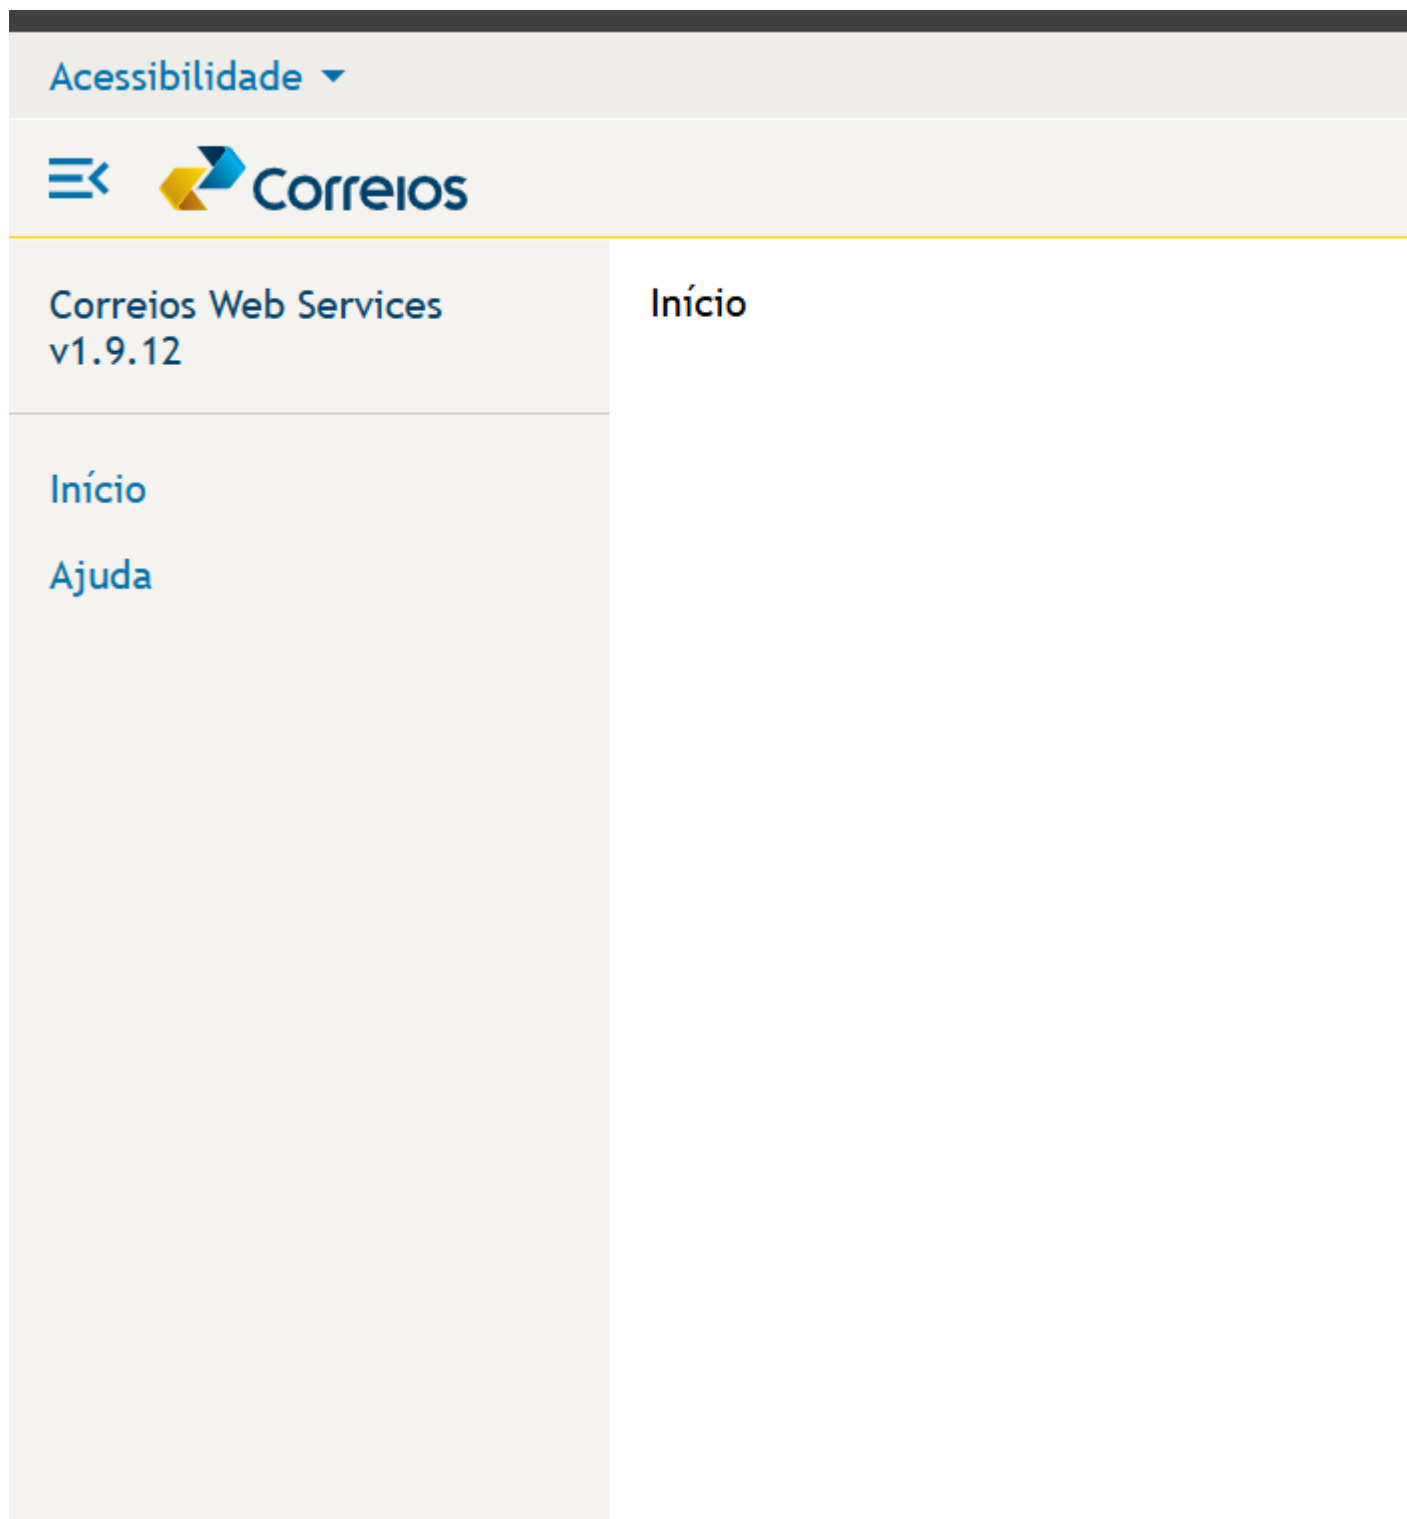 Acessibilidade
Correios
Correios Web Services
v1.9.12
Início
Ajuda
Início